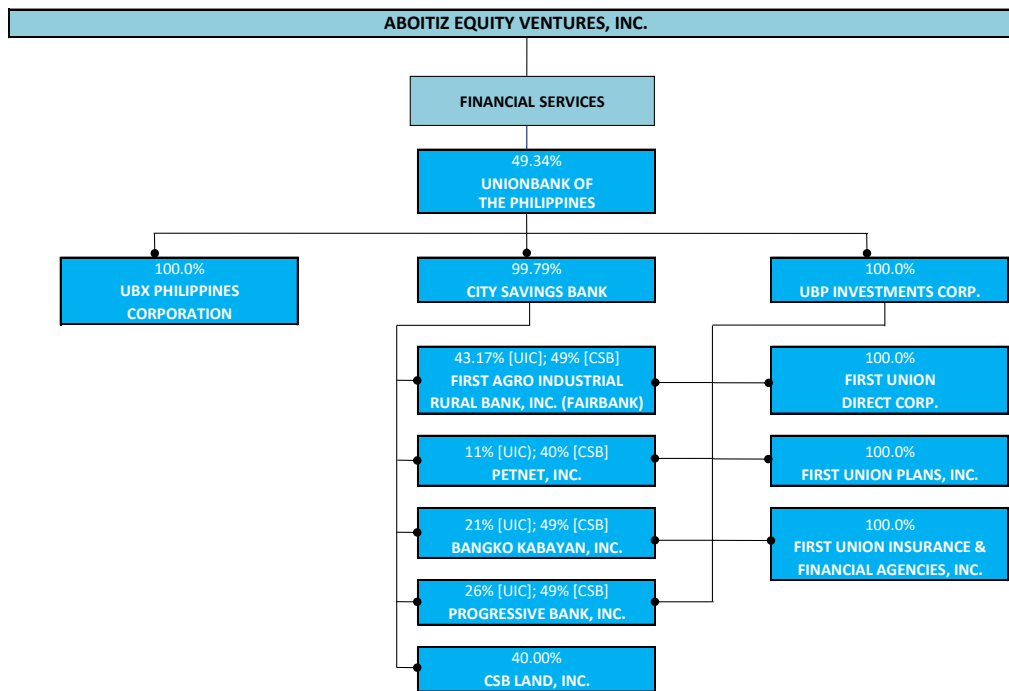 ABOITIZ EQUITY VENTURES, INC.
FINANCIAL SERVICES
49.34%
UNIONBANK OF
THE PHILIPPINES
100.0%
UBX PHILIPPINES
CORPORATION
99.79%
CITY SAVINGS BANK
100.0%
UBP INVESTMENTS CORP.
43.17% [UIC]; 49% [CSB]
FIRST AGRO INDUSTRIAL
RURAL BANK, INC. (FAIRBANK)
100.0%
FIRST UNION
DIRECT CORP.
11% [UIC); 40% [CSB]
PETNET, INC.
100.0%
FIRST UNION PLANS, INC.
21% [UIC]; 49% [CSB]
BANGKO KABAYAN, INC.
100.0%
FIRST UNION INSURANCE &
FINANCIAL AGENCIES, INC.
26% [UIC]; 49% [CSB]
PROGRESSIVE BANK, INC.
40.00%
CSB LAND, INC.